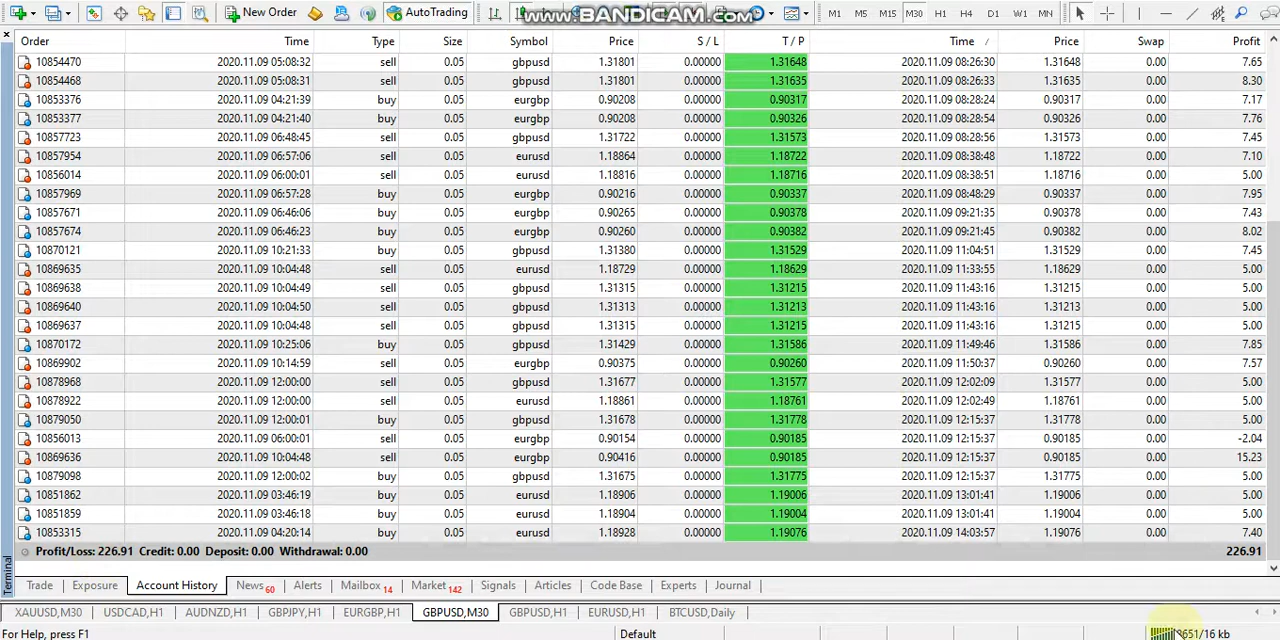 New Order AutoTrading www.BANDICAM.com M1 M5 M15 M30 H1 H4 D1 W1 MN
Order Time Type Size Symbol Price S / L T / P Time / Price Swap Profit
10854470 2020.11.09 05:08:32 sell 0.05 gbpusd 1.31801 0.00000 1.31648 2020.11.09 08:26:30 1.31648 0.00 7.65
10854468 2020.11.09 05:08:31 sell 0.05 gbpusd 1.31801 0.00000 1.31635 2020.11.09 08:26:33 1.31635 0.00 8.30
10853376 2020.11.09 04:21:39 buy 0.05 eurgbp 0.90208 0.00000 0.90317 2020.11.09 08:28:24 0.90317 0.00 7.17
10853377 2020.11.09 04:21:40 buy 0.05 eurgbp 0.90208 0.00000 0.90326 2020.11.09 08:28:54 0.90326 0.00 7.76
10857723 2020.11.09 06:48:45 sell 0.05 gbpusd 1.31722 0.00000 1.31573 2020.11.09 08:28:56 1.31573 0.00 7.45
10857954 2020.11.09 06:57:06 sell 0.05 eurusd 1.18864 0.00000 1.18722 2020.11.09 08:38:48 1.18722 0.00 7.10
10856014 2020.11.09 06:00:01 sell 0.05 eurusd 1.18816 0.00000 1.18716 2020.11.09 08:38:51 1.18716 0.00 5.00
10857969 2020.11.09 06:57:28 buy 0.05 eurgbp 0.90216 0.00000 0.90337 2020.11.09 08:48:29 0.90337 0.00 7.95
10857671 2020.11.09 06:46:06 buy 0.05 eurgbp 0.90265 0.00000 0.90378 2020.11.09 09:21:35 0.90378 0.00 7.43
10857674 2020.11.09 06:46:23 buy 0.05 eurgbp 0.90260 0.00000 0.90382 2020.11.09 09:21:45 0.90382 0.00 8.02
10870121 2020.11.09 10:21:33 buy 0.05 gbpusd 1.31380 0.00000 1.31529 2020.11.09 11:04:51 1.31529 0.00 7.45
10869635 2020.11.09 10:04:48 sell 0.05 eurusd 1.18729 0.00000 1.18629 2020.11.09 11:33:55 1.18629 0.00 5.00
10869638 2020.11.09 10:04:49 sell 0.05 gbpusd 1.31315 0.00000 1.31215 2020.11.09 11:43:16 1.31215 0.00 5.00
10869640 2020.11.09 10:04:50 sell 0.05 gbpusd 1.31313 0.00000 1.31213 2020.11.09 11:43:16 1.31213 0.00 5.00
10869637 2020.11.09 10:04:48 sell 0.05 gbpusd 1.31315 0.00000 1.31215 2020.11.09 11:43:16 1.31215 0.00 5.00
10870172 2020.11.09 10:25:06 buy 0.05 gbpusd 1.31429 0.00000 1.31586 2020.11.09 11:49:46 1.31586 0.00 7.85
10869902 2020.11.09 10:14:59 sell 0.05 eurgbp 0.90375 0.00000 0.90260 2020.11.09 11:50:37 0.90260 0.00 7.57
10878968 2020.11.09 12:00:00 sell 0.05 gbpusd 1.31677 0.00000 1.31577 2020.11.09 12:02:09 1.31577 0.00 5.00
10878922 2020.11.09 12:00:00 sell 0.05 eurusd 1.18861 0.00000 1.18761 2020.11.09 12:02:49 1.18761 0.00 5.00
10879050 2020.11.09 12:00:01 buy 0.05 gbpusd 1.31678 0.00000 1.31778 2020.11.09 12:15:37 1.31778 0.00 5.00
10856013 2020.11.09 06:00:01 sell 0.05 eurgbp 0.90154 0.00000 0.90185 2020.11.09 12:15:37 0.90185 0.00 -2.04
10869636 2020.11.09 10:04:48 sell 0.05 eurgbp 0.90416 0.00000 0.90185 2020.11.09 12:15:37 0.90185 0.00 15.23
10879098 2020.11.09 12:00:02 buy 0.05 gbpusd 1.31675 0.00000 1.31775 2020.11.09 12:15:37 1.31775 0.00 5.00
10851862 2020.11.09 03:46:19 buy 0.05 eurusd 1.18906 0.00000 1.19006 2020.11.09 13:01:41 1.19006 0.00 5.00
10851859 2020.11.09 03:46:18 buy 0.05 eurusd 1.18904 0.00000 1.19004 2020.11.09 13:01:41 1.19004 0.00 5.00
10853315 2020.11.09 04:20:14 buy 0.05 eurusd 1.18928 0.00000 1.19076 2020.11.09 14:03:57 1.19076 0.00 7.40
Profit/Loss: 226.91 Credit: 0.00 Deposit: 0.00 Withdrawal: 0.00 226.91
Terminal
Trade Exposure Account History News 60 Alerts Mailbox 14 Market 142 Signals Articles Code Base Experts Journal
XAUUSD,M30 USDCAD,H1 AUDNZD,H1 GBPJPY,H1 EURGBP,H1 GBPUSD,M30 GBPUSD,H1 EURUSD,H1 BTCUSD,Daily
For Help, press F1 Default 8651/16 kb